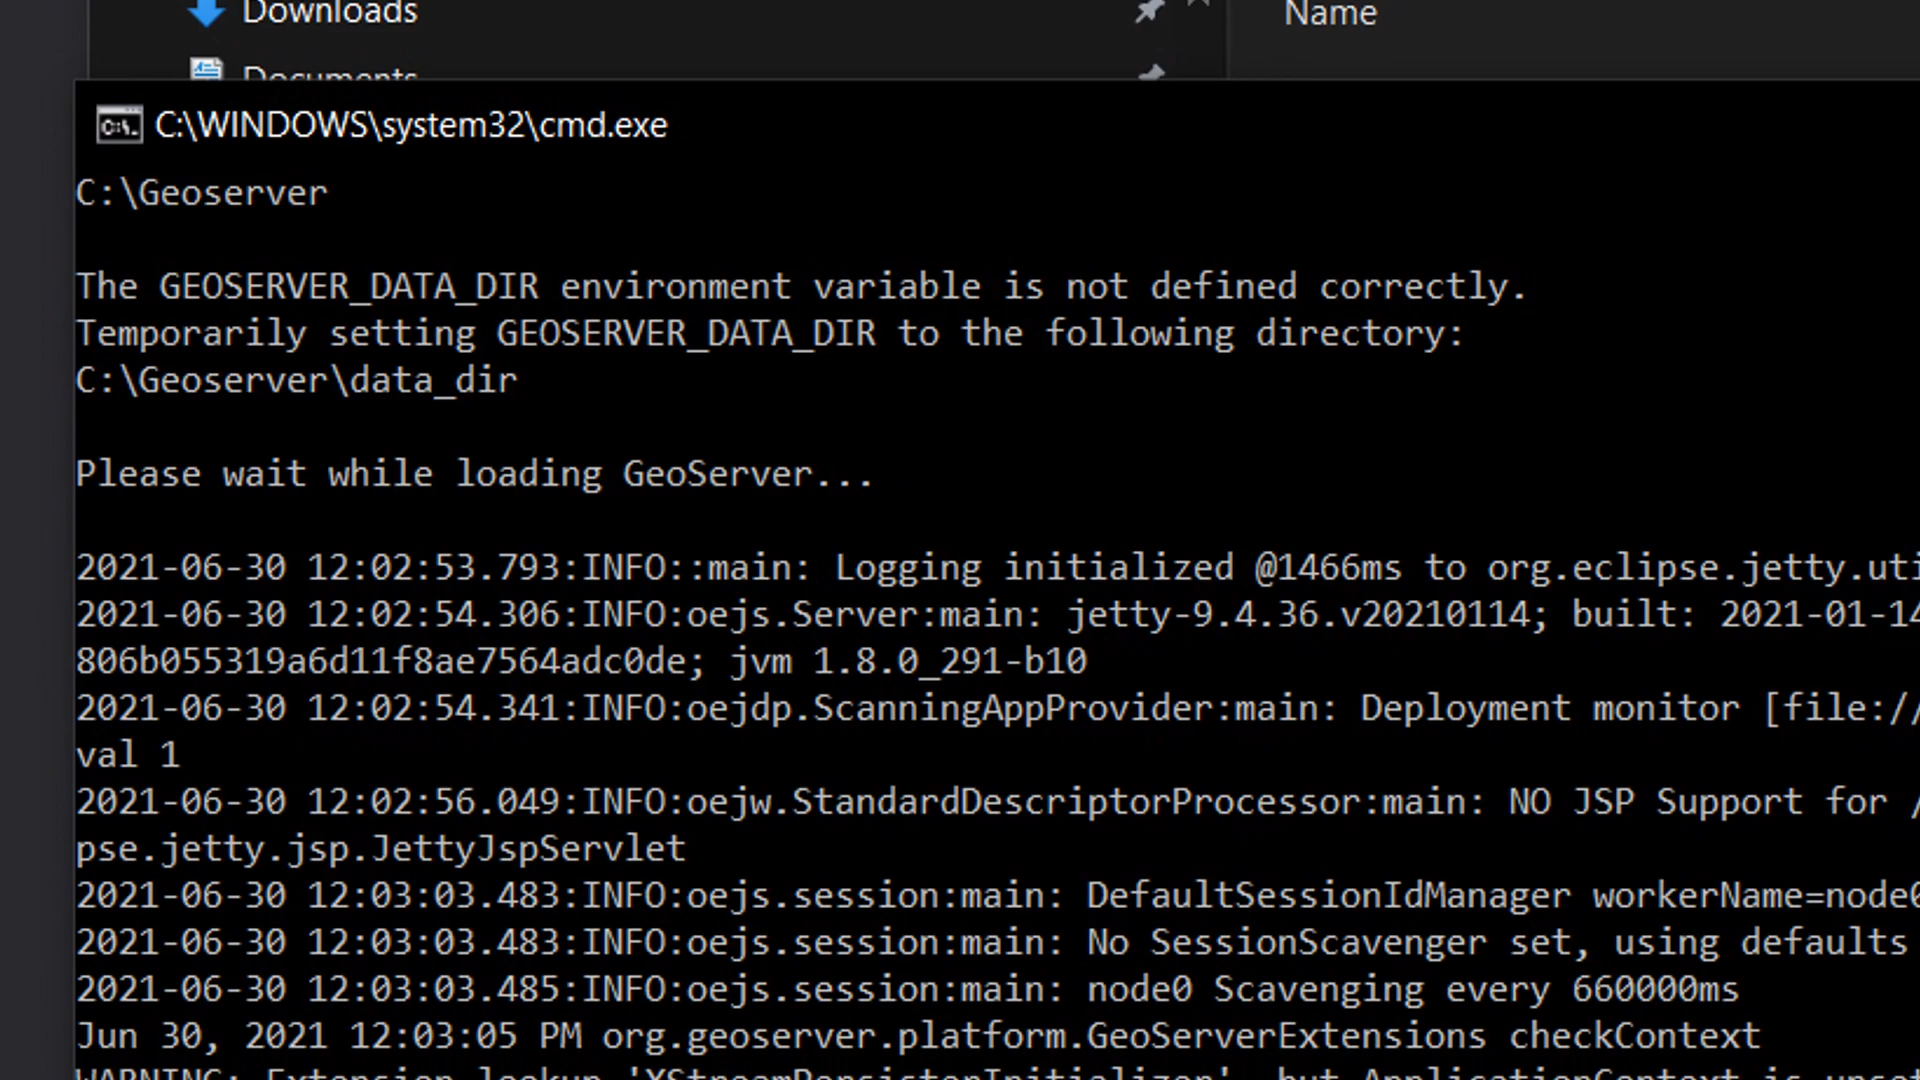 Downloads
Name
Documents
C:\WINDOWS\system32\cmd.exe
C:\Geoserver
The GEOSERVER_DATA_DIR environment variable is not defined correctly.
Temporarily setting GEOSERVER_DATA_DIR to the following directory:
C:\Geoserver\data_dir
Please wait while loading GeoServer...
2021-06-30 12:02:53.793:INFO::main: Logging initialized @1466ms to org.eclipse.jetty.uti
2021-06-30 12:02:54.306:INFO:oejs.Server:main: jetty-9.4.36.v20210114; built: 2021-01-14
806b055319a6d11f8ae7564adc0de; jvm 1.8.0_291-b10
2021-06-30 12:02:54.341:INFO:oejdp.ScanningAppProvider:main: Deployment monitor [file://
val 1
2021-06-30 12:02:56.049:INFO:oejw.StandardDescriptorProcessor:main: NO JSP Support for /
pse.jetty.jsp.JettyJspServlet
2021-06-30 12:03:03.483:INFO:oejs.session:main: DefaultSessionIdManager workerName=node0
2021-06-30 12:03:03.483:INFO:oejs.session:main: No SessionScavenger set, using defaults
2021-06-30 12:03:03.485:INFO:oejs.session:main: node0 Scavenging every 660000ms
Jun 30, 2021 12:03:05 PM org.geoserver.platform.GeoServerExtensions checkContext
WARNING: Extension lookup 'XStreamPersisterInitializer', but ApplicationContext is unset